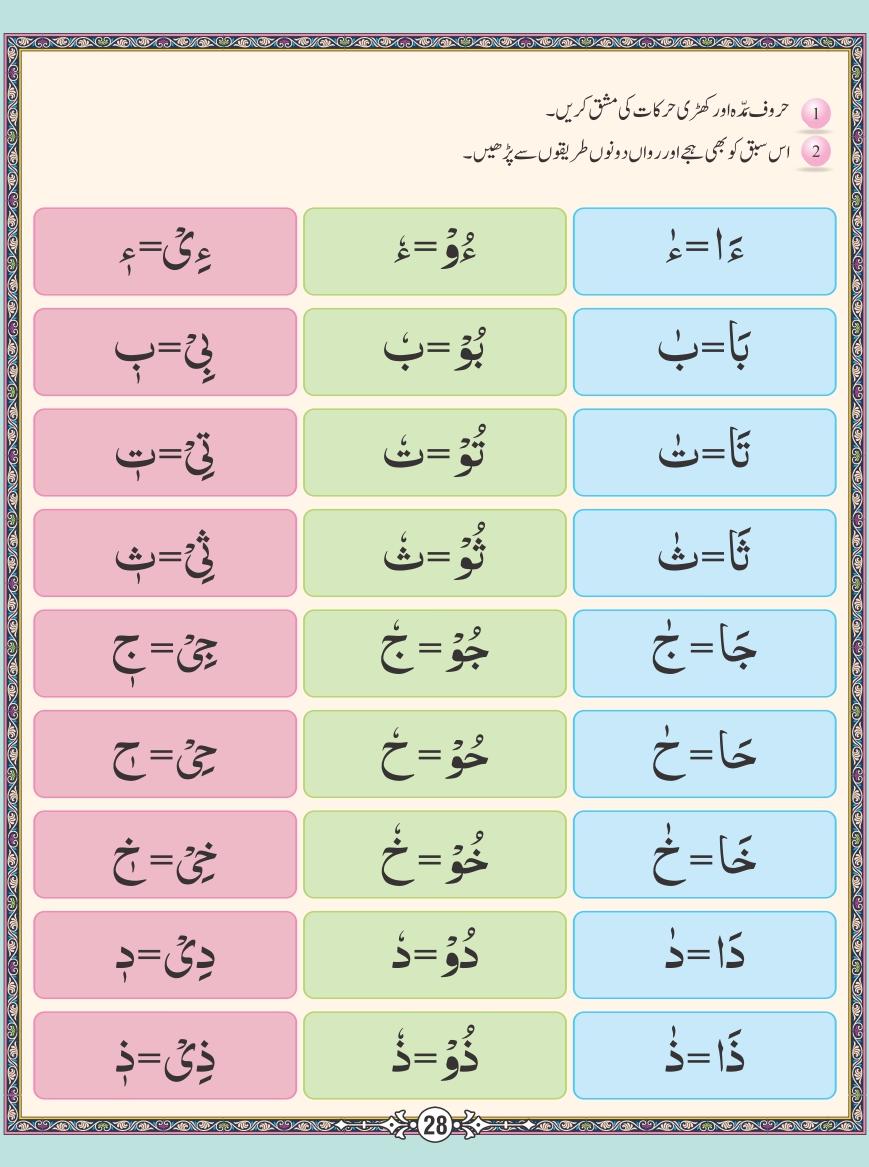 1 حروف مدّہ اور کھڑی حرکات کی مشق کریں۔
2 اس سبق کو بھی ہجے اور رواں دونوں طریقوں سے پڑھیں۔
ءَا=ءٰ ءُوْ=ءٗ ءِیْ=ءٖ
بَا=بٰ بُوْ=بٗ بِیْ=بٖ
تَا=تٰ تُوْ=تٗ تِیْ=تٖ
ثَا=ثٰ ثُوْ=ثٗ ثِیْ=ثٖ
جَا=جٰ جُوْ=جٗ جِیْ=جٖ
حَا=حٰ حُوْ=حٗ حِیْ=حٖ
خَا=خٰ خُوْ=خٗ خِیْ=خٖ
دَا=دٰ دُوْ=دٗ دِیْ=دٖ
ذَا=ذٰ ذُوْ=ذٗ ذِیْ=ذٖ
28